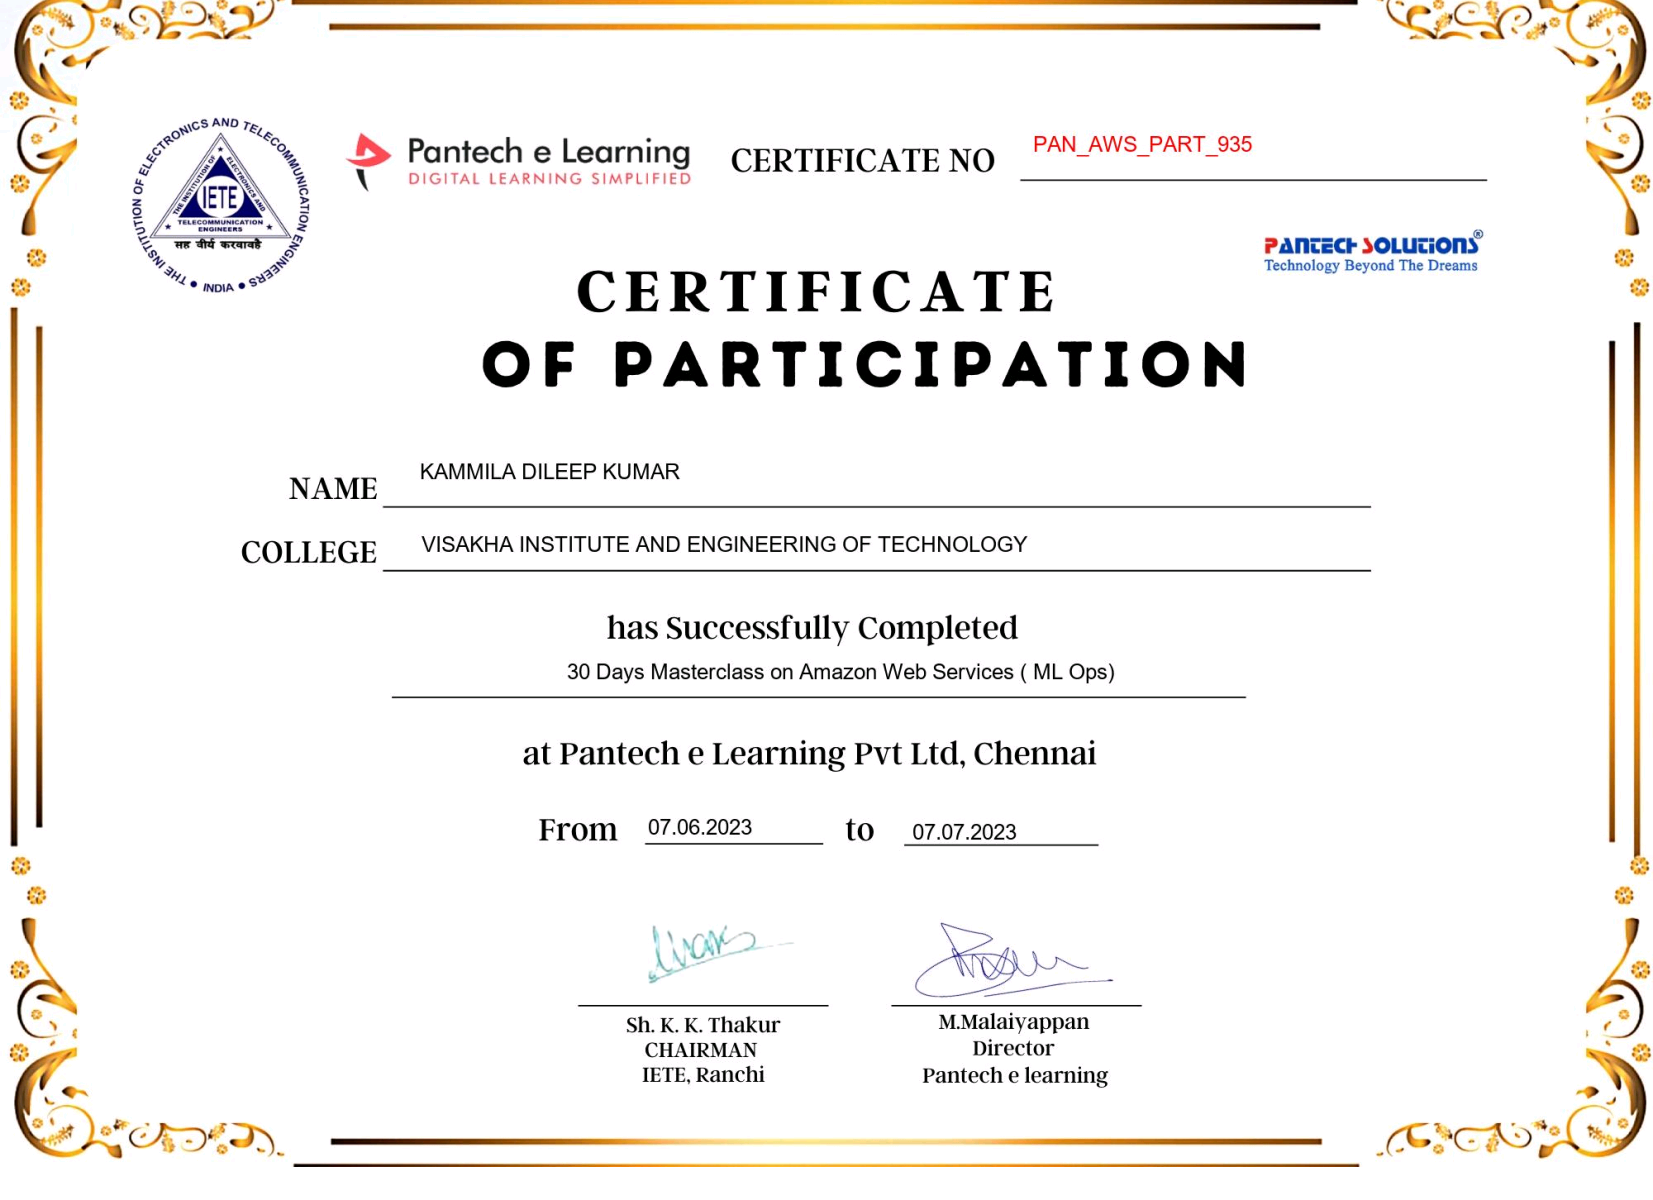 THE INSTITUTION OF ELECTRONICS AND TELECOMMUNICATION ENGINEERS
• INDIA •
THE INSTITUTION OF ELECTRONICS AND
IETE
TELECOMMUNICATION
ENGINEERS
सह वीर्यं करवावहै
Pantech e Learning
DIGITAL LEARNING SIMPLIFIED
CERTIFICATE NO PAN_AWS_PART_935
PANTECH SOLUTIONS®
Technology Beyond The Dreams
CERTIFICATE
OF PARTICIPATION
NAME KAMMILA DILEEP KUMAR
COLLEGE VISAKHA INSTITUTE AND ENGINEERING OF TECHNOLOGY
has Successfully Completed
30 Days Masterclass on Amazon Web Services ( ML Ops)
at Pantech e Learning Pvt Ltd, Chennai
From 07.06.2023 to 07.07.2023
Sh. K. K. Thakur
CHAIRMAN
IETE, Ranchi
M.Malaiyappan
Director
Pantech e learning